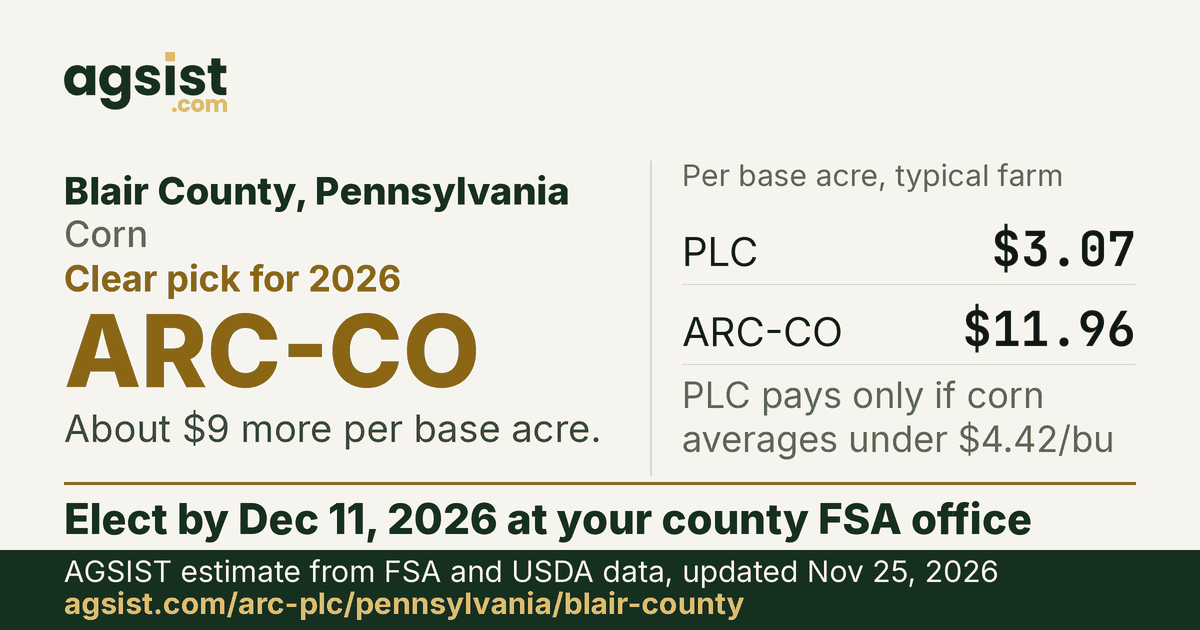 agsist
.com
Blair County, Pennsylvania
Corn
Clear pick for 2026
ARC-CO
About $9 more per base acre.
Per base acre, typical farm
PLC $3.07
ARC-CO $11.96
PLC pays only if corn
averages under $4.42/bu
Elect by Dec 11, 2026 at your county FSA office
AGSIST estimate from FSA and USDA data, updated Nov 25, 2026
agsist.com/arc-plc/pennsylvania/blair-county